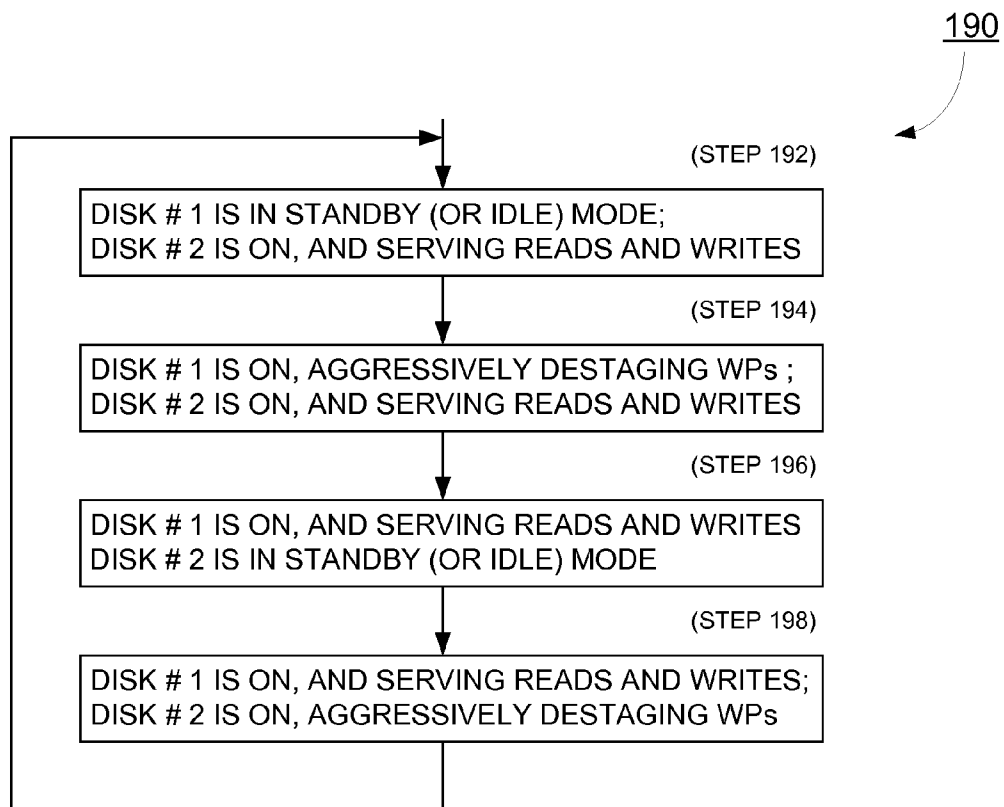 190
(STEP 192)
DISK # 1 IS IN STANDBY (OR IDLE) MODE;
DISK # 2 IS ON, AND SERVING READS AND WRITES
(STEP 194)
DISK # 1 IS ON, AGGRESSIVELY DESTAGING WPs ;
DISK # 2 IS ON, AND SERVING READS AND WRITES
(STEP 196)
DISK # 1 IS ON, AND SERVING READS AND WRITES
DISK # 2 IS IN STANDBY (OR IDLE) MODE
(STEP 198)
DISK # 1 IS ON, AND SERVING READS AND WRITES;
DISK # 2 IS ON, AGGRESSIVELY DESTAGING WPs